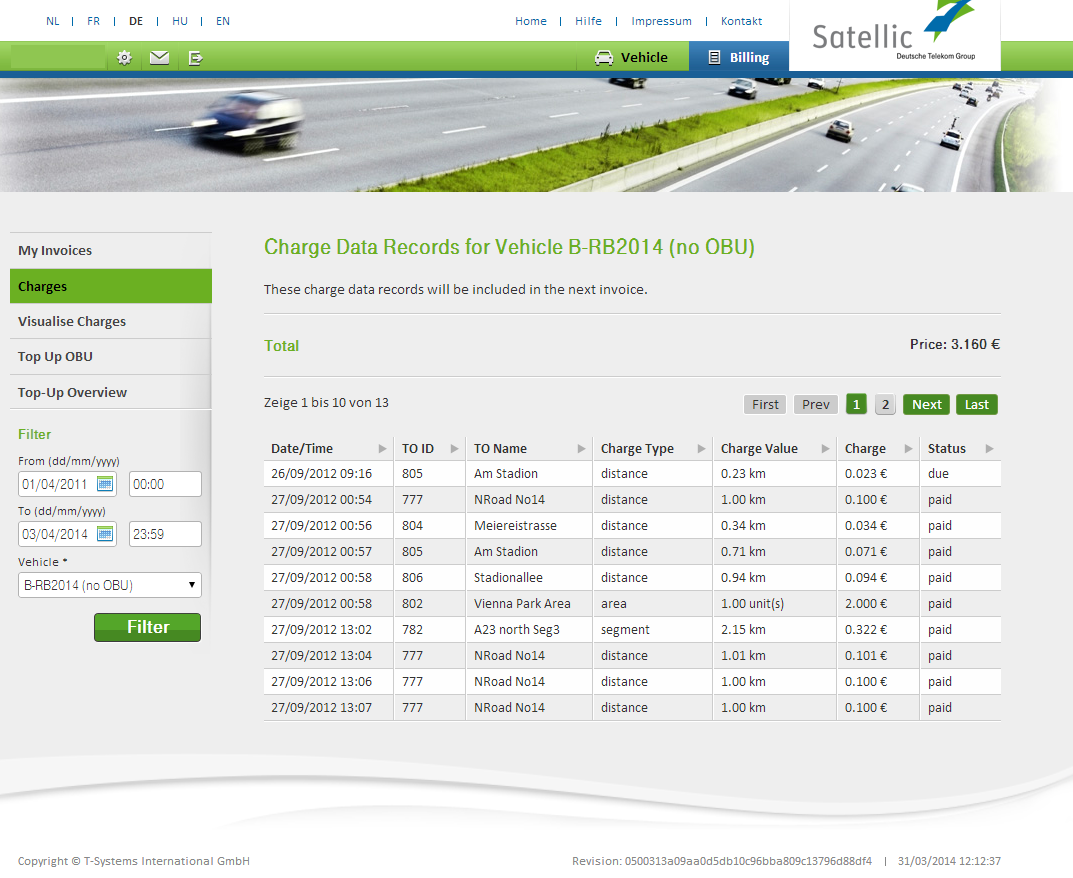 NL | FR | DE | HU | EN
Home | Hilfe | Impressum | Kontakt
Satellic
Deutsche Telekom Group
Vehicle
Billing
My Invoices
Charges
Visualise Charges
Top Up OBU
Top-Up Overview
Filter
From (dd/mm/yyyy)
01/04/2011 00:00
To (dd/mm/yyyy)
03/04/2014 23:59
Vehicle *
B-RB2014 (no OBU)
Filter
Charge Data Records for Vehicle B-RB2014 (no OBU)
These charge data records will be included in the next invoice.
Total Price: 3.160 €
Zeige 1 bis 10 von 13 First Prev 1 2 Next Last
Date/Time TO ID TO Name Charge Type Charge Value Charge Status
26/09/2012 09:16 805 Am Stadion distance 0.23 km 0.023 € due
27/09/2012 00:54 777 NRoad No14 distance 1.00 km 0.100 € paid
27/09/2012 00:56 804 Meiereistrasse distance 0.34 km 0.034 € paid
27/09/2012 00:57 805 Am Stadion distance 0.71 km 0.071 € paid
27/09/2012 00:58 806 Stadionallee distance 0.94 km 0.094 € paid
27/09/2012 00:58 802 Vienna Park Area area 1.00 unit(s) 2.000 € paid
27/09/2012 13:02 782 A23 north Seg3 segment 2.15 km 0.322 € paid
27/09/2012 13:04 777 NRoad No14 distance 1.01 km 0.101 € paid
27/09/2012 13:06 777 NRoad No14 distance 1.00 km 0.100 € paid
27/09/2012 13:07 777 NRoad No14 distance 1.00 km 0.100 € paid
Copyright © T-Systems International GmbH
Revision: 0500313a09aa0d5db10c96bba809c13796d88df4 | 31/03/2014 12:12:37